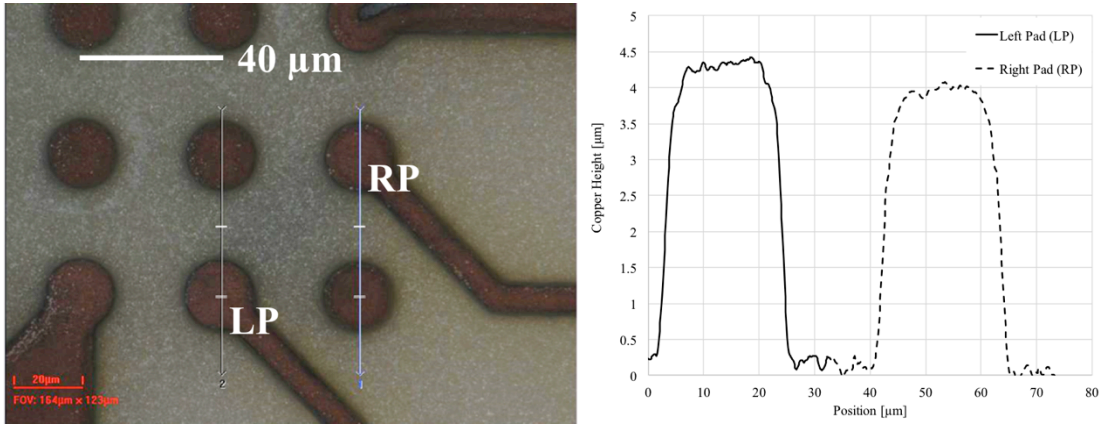 40 µm
RP
LP
2
1
20µm
FOV: 164µm × 123µm
5
4.5
4
3.5
3
2.5
2
1.5
1
0.5
0
Copper Height [µm]
Left Pad (LP)
Right Pad (RP)
0 10 20 30 40 50 60 70 80
Position [µm]